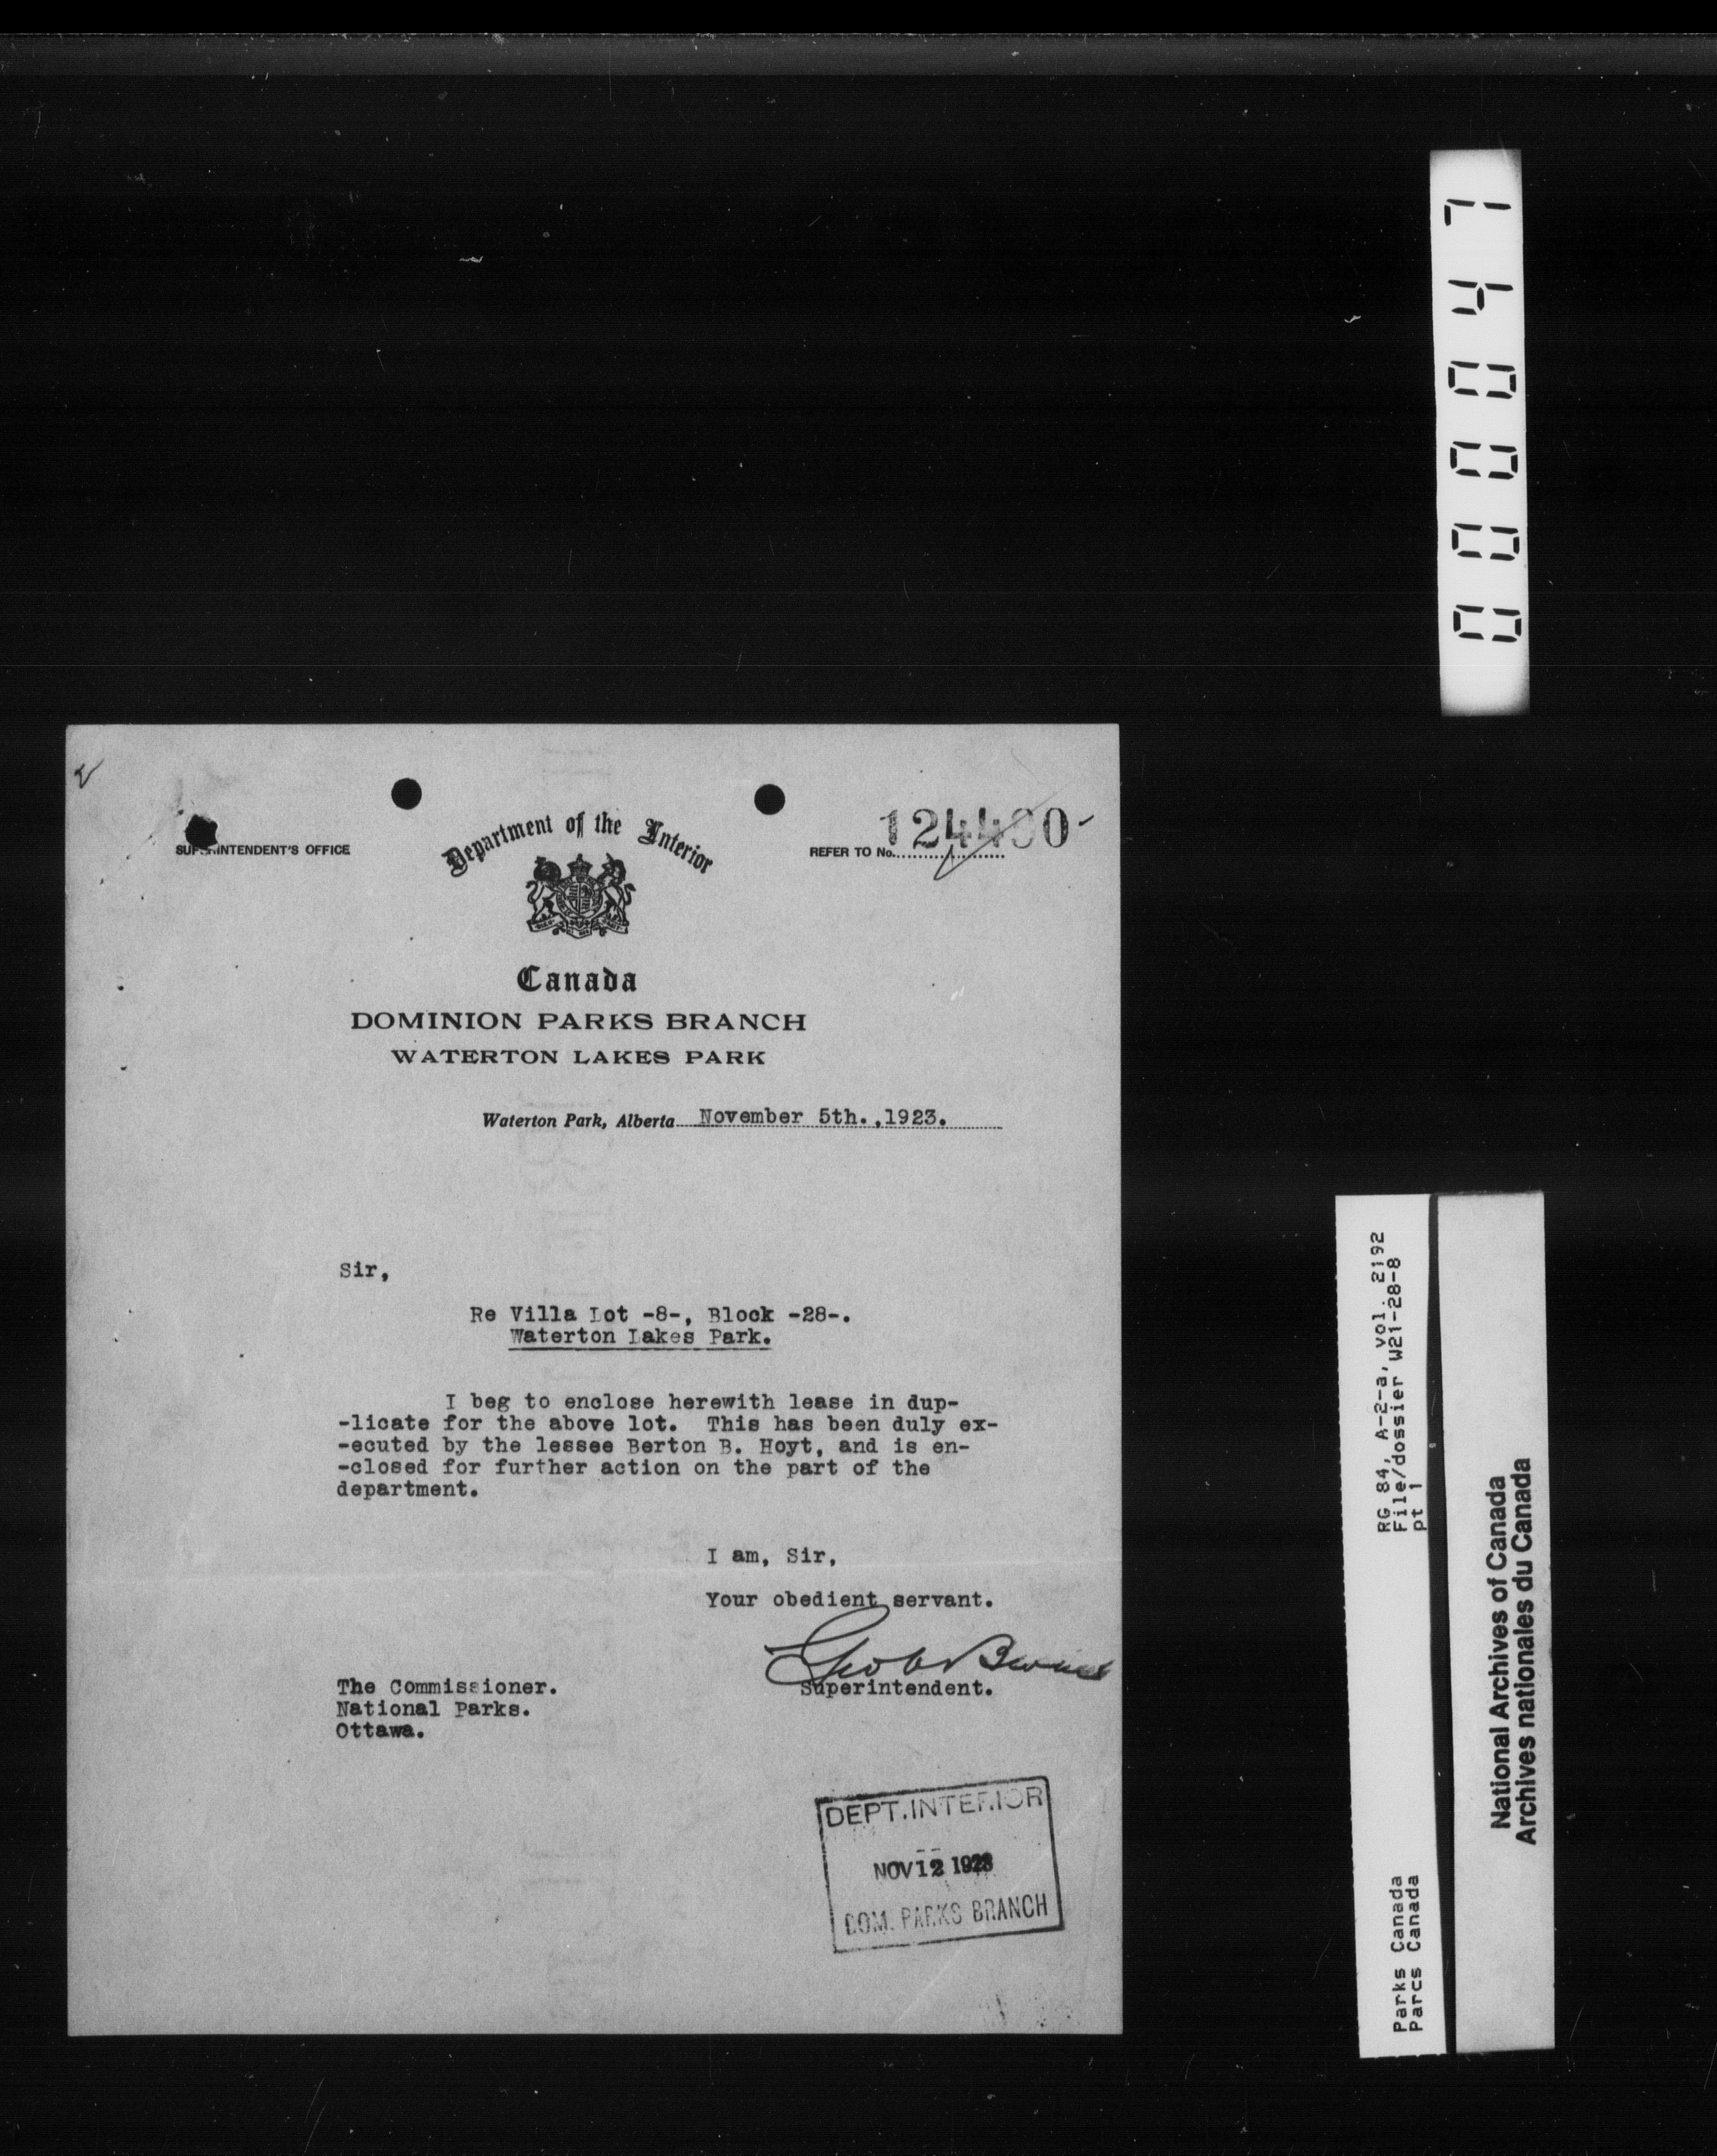 000047
SUPERINTENDENT'S OFFICE
Department of the Interior
REFER TO No.
Canada
DOMINION PARKS BRANCH
WATERTON LAKES PARK
Waterton Park, Alberta November 5th.,1923.
Sir,
Re Villa Lot -8-, Block -28-.
Waterton Lakes Park.
I beg to enclose herewith lease in dup-
-licate for the above lot. This has been duly ex-
-ecuted by the lessee Berton B. Hoyt, and is en-
-closed for further action on the part of the
department.
I am, Sir,
Your obedient servant.
Superintendent.
The Commissioner.
National Parks.
Ottawa.
DEPT. INTERIOR
NOV 12 1923
DOM. PARKS BRANCH
RG 84, A-2-a, vol. 2192
File/dossier W21-28-8
pt 1
Parks Canada
Parcs Canada
National Archives of Canada
Archives nationales du Canada